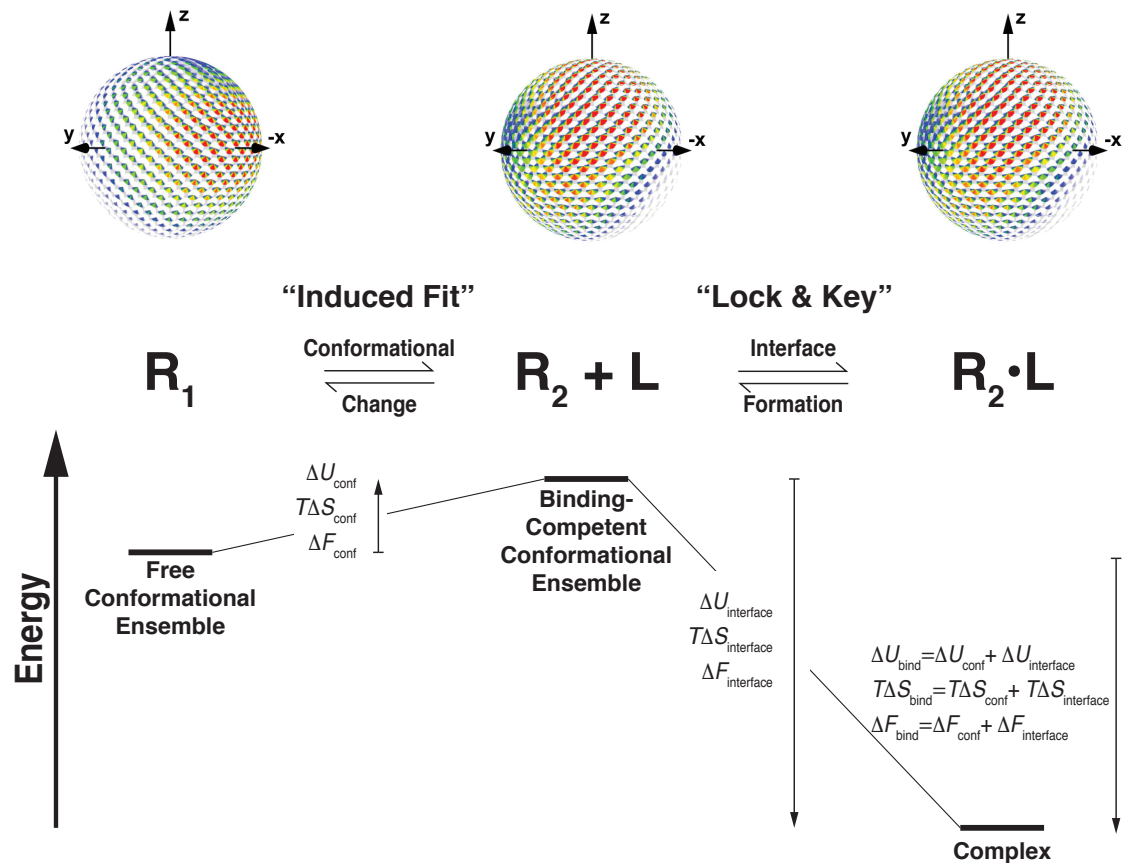 z
y
-x
z
y
-x
z
y
-x
“Induced Fit”
“Lock & Key”
R1
Conformational
Change
R2 + L
Interface
Formation
R2•L
Energy
ΔUconf
TΔSconf
ΔFconf
Free
Conformational
Ensemble
Binding-
Competent
Conformational
Ensemble
ΔUinterface
TΔSinterface
ΔFinterface
ΔUbind=ΔUconf+ ΔUinterface
TΔSbind=TΔSconf+ TΔSinterface
ΔFbind=ΔFconf+ ΔFinterface
Complex